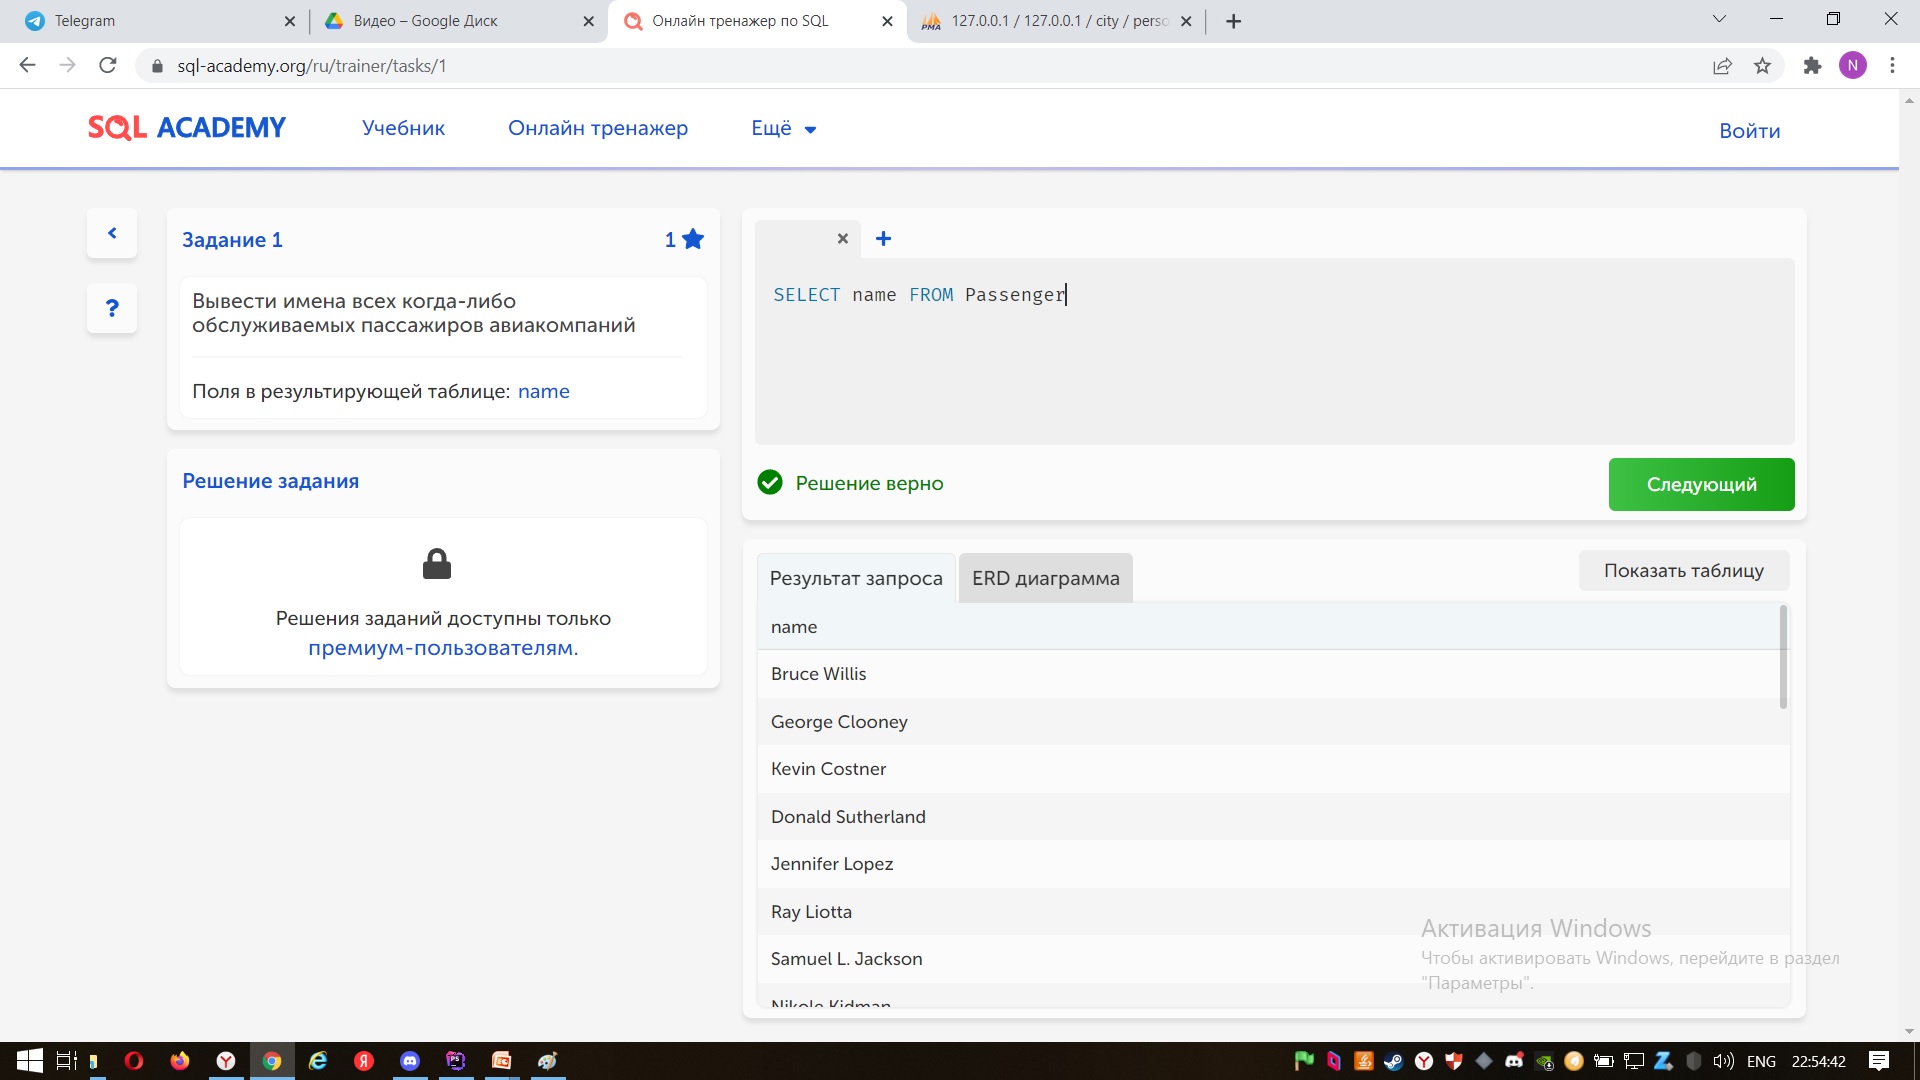 Telegram
Видео – Google Диск
Онлайн тренажер по SQL
127.0.0.1 / 127.0.0.1 / city / perso
sql-academy.org/ru/trainer/tasks/1
N
SQL ACADEMY
Учебник
Онлайн тренажер
Ещё
Войти
Задание 1
1
Вывести имена всех когда-либо
обслуживаемых пассажиров авиакомпаний
Поля в результирующей таблице: name
?
Решение задания
Решения заданий доступны только
премиум-пользователям.
SELECT name FROM Passenger
Решение верно
Следующий
Результат запроса
ERD диаграмма
Показать таблицу
name
Bruce Willis
George Clooney
Kevin Costner
Donald Sutherland
Jennifer Lopez
Ray Liotta
Samuel L. Jackson
Nikole Kidman
Активация Windows
Чтобы активировать Windows, перейдите в раздел
"Параметры".
ENG
22:54:42